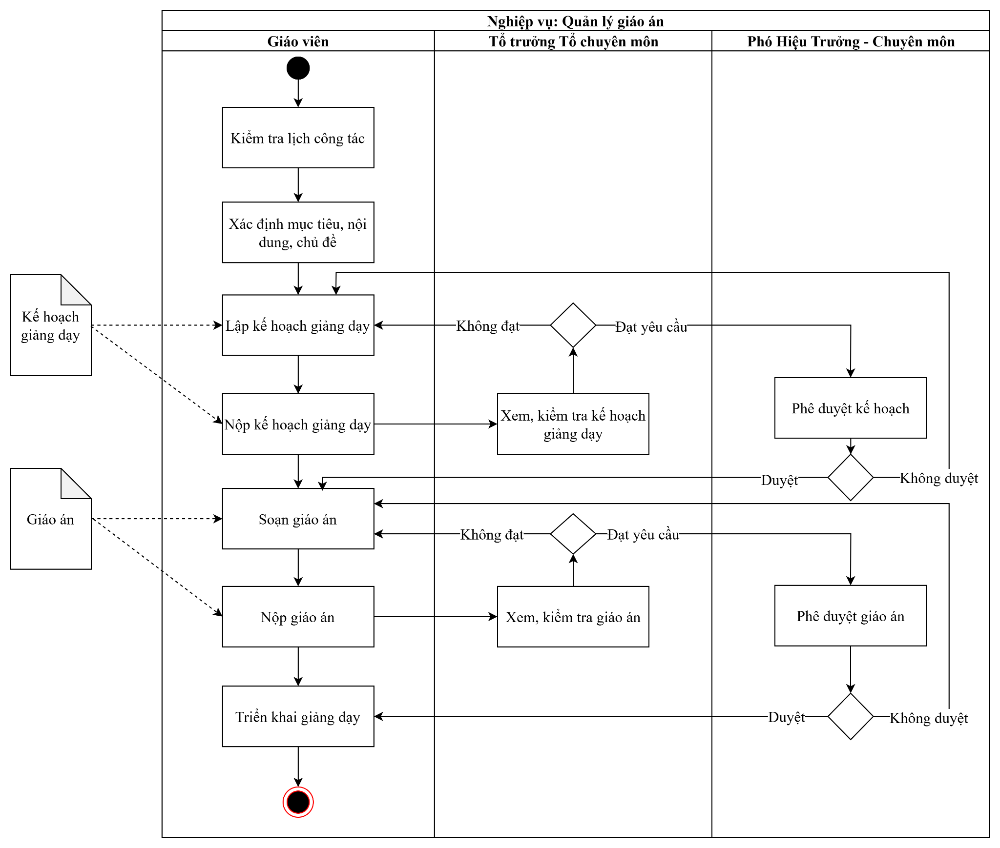 Nghiệp vụ: Quản lý giáo án
Giáo viên
Tổ trưởng Tổ chuyên môn
Phó Hiệu Trưởng - Chuyên môn
Kiểm tra lịch công tác
Xác định mục tiêu, nội
dung, chủ đề
Kế hoạch
giảng dạy
Lập kế hoạch giảng dạy
Không đạt
Đạt yêu cầu
Phê duyệt kế hoạch
Nộp kế hoạch giảng dạy
Xem, kiểm tra kế hoạch
giảng dạy
Duyệt
Không duyệt
Giáo án
Soạn giáo án
Không đạt
Đạt yêu cầu
Nộp giáo án
Xem, kiểm tra giáo án
Phê duyệt giáo án
Triển khai giảng dạy
Duyệt
Không duyệt